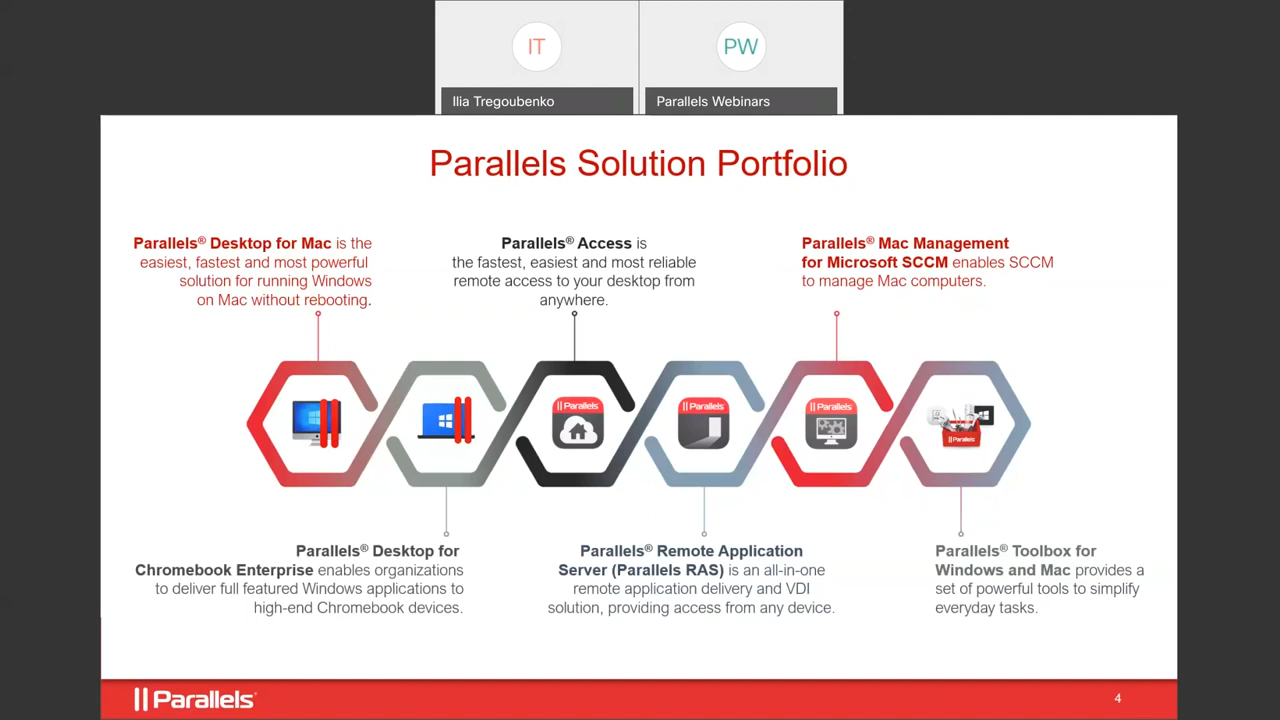 IT
PW
Ilia Tregoubenko
Parallels Webinars
Parallels Solution Portfolio
Parallels® Desktop for Mac is the
easiest, fastest and most powerful
solution for running Windows
on Mac without rebooting.
Parallels® Access is
the fastest, easiest and most reliable
remote access to your desktop from
anywhere.
Parallels® Mac Management
for Microsoft SCCM enables SCCM
to manage Mac computers.
Parallels
Parallels
Parallels
Parallels
Parallels® Desktop for
Chromebook Enterprise enables organizations
to deliver full featured Windows applications to
high-end Chromebook devices.
Parallels® Remote Application
Server (Parallels RAS) is an all-in-one
remote application delivery and VDI
solution, providing access from any device.
Parallels® Toolbox for
Windows and Mac provides a
set of powerful tools to simplify
everyday tasks.
Parallels®
4